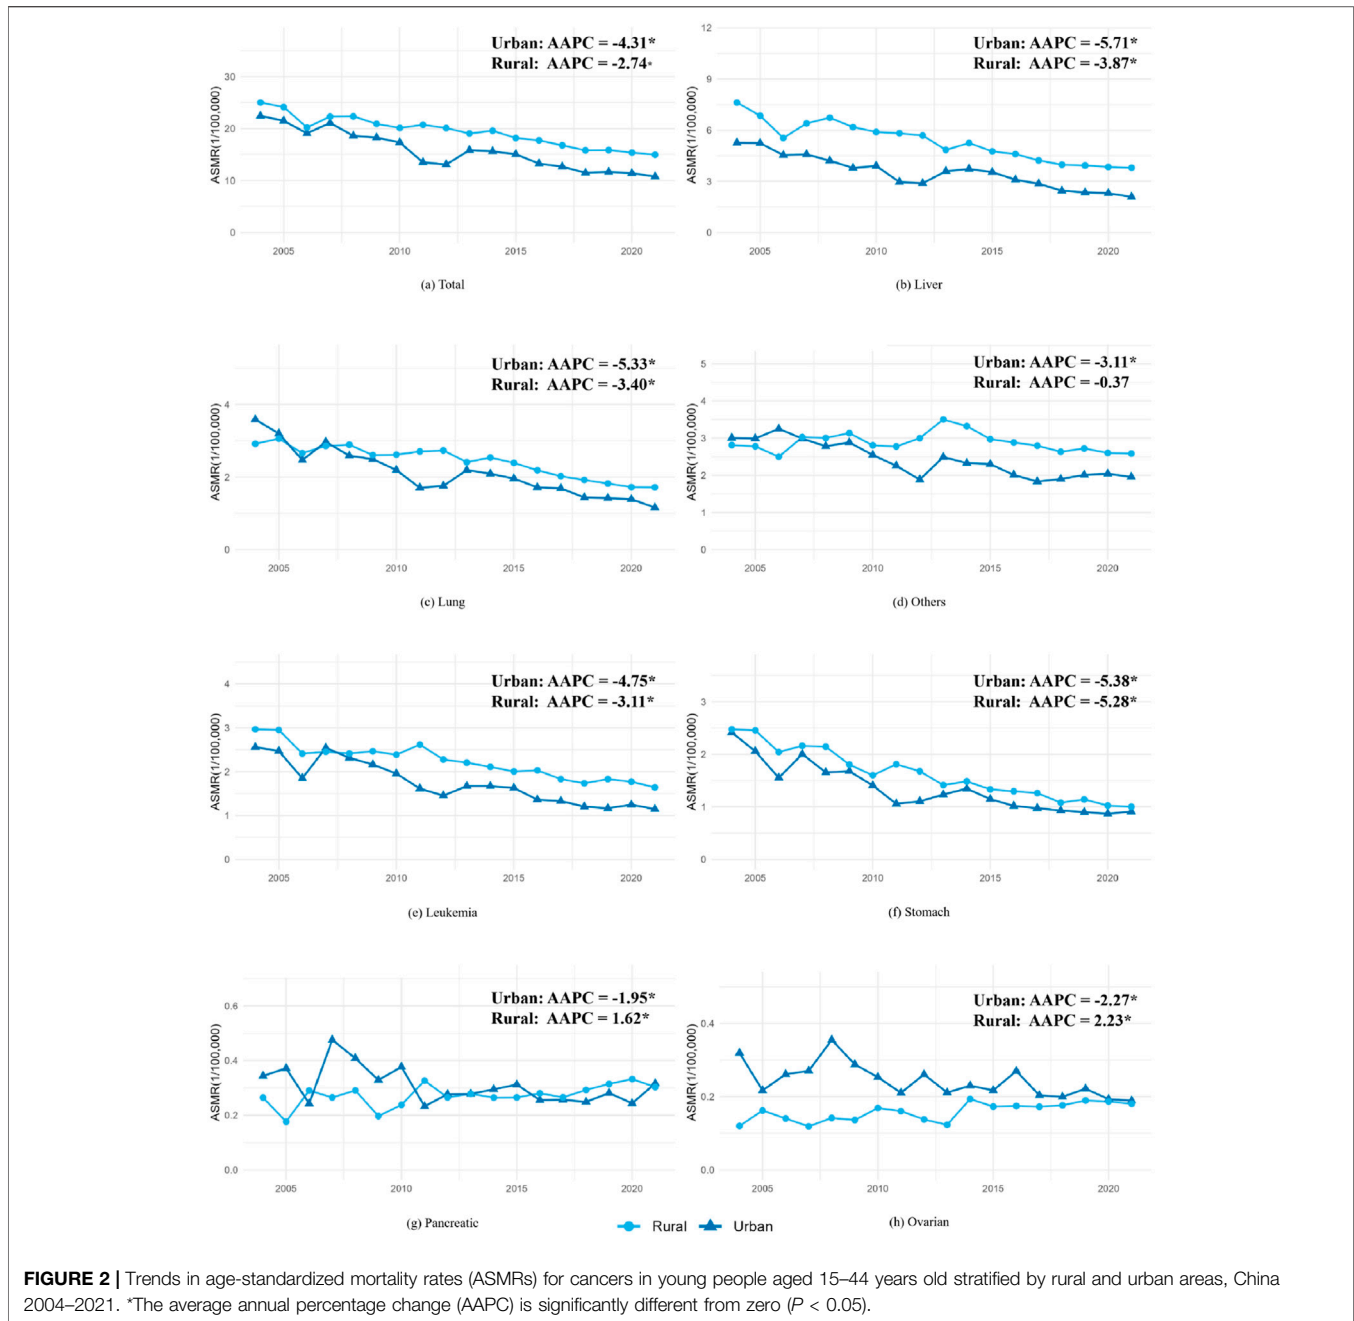 Urban: AAPC = -4.31*
Rural: AAPC = -2.74*
ASMR(1/100,000)
30
20
10
0
2005 2010 2015 2020
(a) Total
Urban: AAPC = -5.71*
Rural: AAPC = -3.87*
ASMR(1/100,000)
12
9
6
3
0
2005 2010 2015 2020
(b) Liver
Urban: AAPC = -5.33*
Rural: AAPC = -3.40*
ASMR(1/100,000)
4
2
0
2005 2010 2015 2020
(c) Lung
Urban: AAPC = -3.11*
Rural: AAPC = -0.37
ASMR(1/100,000)
5
4
3
2
1
0
2005 2010 2015 2020
(d) Others
Urban: AAPC = -4.75*
Rural: AAPC = -3.11*
ASMR(1/100,000)
4
3
2
1
0
2005 2010 2015 2020
(e) Leukemia
Urban: AAPC = -5.38*
Rural: AAPC = -5.28*
ASMR(1/100,000)
3
2
1
0
2005 2010 2015 2020
(f) Stomach
Urban: AAPC = -1.95*
Rural: AAPC = 1.62*
ASMR(1/100,000)
0.6
0.4
0.2
0.0
2005 2010 2015 2020
(g) Pancreatic
Urban: AAPC = -2.27*
Rural: AAPC = 2.23*
ASMR(1/100,000)
0.4
0.2
0.0
2005 2010 2015 2020
(h) Ovarian
Rural Urban
FIGURE 2 | Trends in age-standardized mortality rates (ASMRs) for cancers in young people aged 15–44 years old stratified by rural and urban areas, China
2004–2021. *The average annual percentage change (AAPC) is significantly different from zero (P < 0.05).